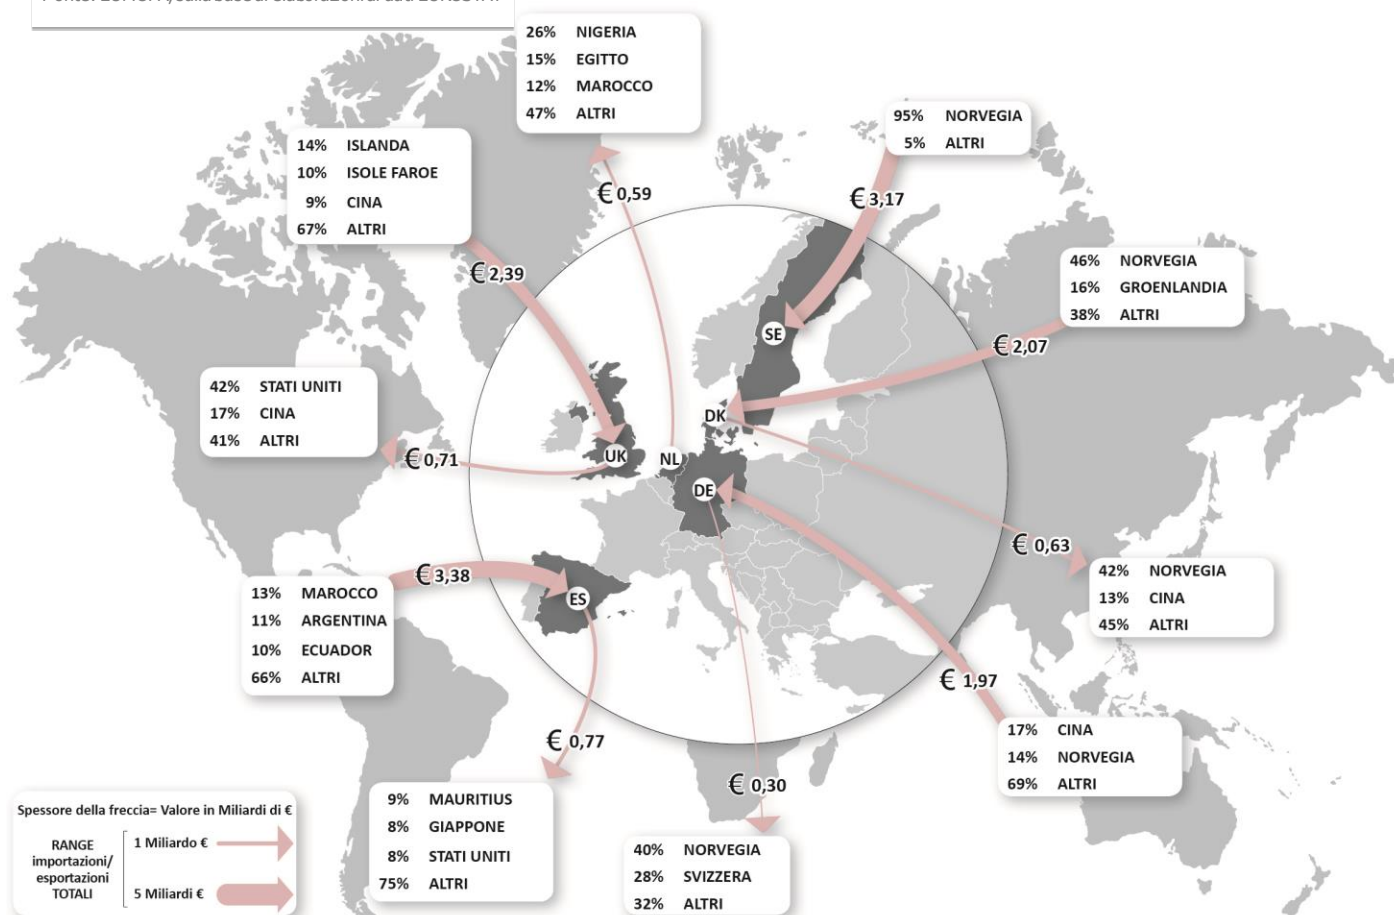 26% NIGERIA
15% EGITTO
12% MAROCCO
47% ALTRI
€ 0,59
95% NORVEGIA
5% ALTRI
€ 3,17
14% ISLANDA
10% ISOLE FAROE
9% CINA
67% ALTRI
€ 2,39
46% NORVEGIA
16% GROENLANDIA
38% ALTRI
€ 2,07
SE
42% STATI UNITI
17% CINA
41% ALTRI
€ 0,71
DK
UK
NL
DE
€ 0,63
42% NORVEGIA
13% CINA
45% ALTRI
€ 3,38
ES
13% MAROCCO
11% ARGENTINA
10% ECUADOR
66% ALTRI
€ 1,97
17% CINA
14% NORVEGIA
69% ALTRI
€ 0,77
9% MAURITIUS
8% GIAPPONE
8% STATI UNITI
75% ALTRI
€ 0,30
40% NORVEGIA
28% SVIZZERA
32% ALTRI
Spessore della freccia= Valore in Miliardi di €
RANGE
importazioni/
esportazioni
TOTALI
1 Miliardo €
5 Miliardi €